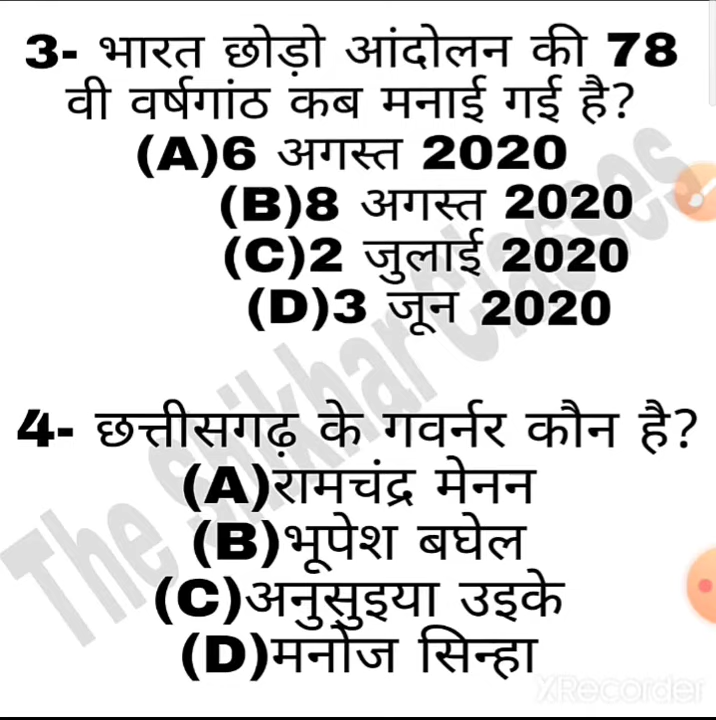 3- भारत छोड़ो आंदोलन की 78
वी वर्षगांठ कब मनाई गई है?
(A)6 अगस्त 2020
(B)8 अगस्त 2020
(C)2 जुलाई 2020
(D)3 जून 2020
4- छत्तीसगढ़ के गवर्नर कौन है?
(A)रामचंद्र मेनन
(B)भूपेश बघेल
(C)अनुसुइया उइके
(D)मनोज सिन्हा
The Shikhar Classes
XRecorder